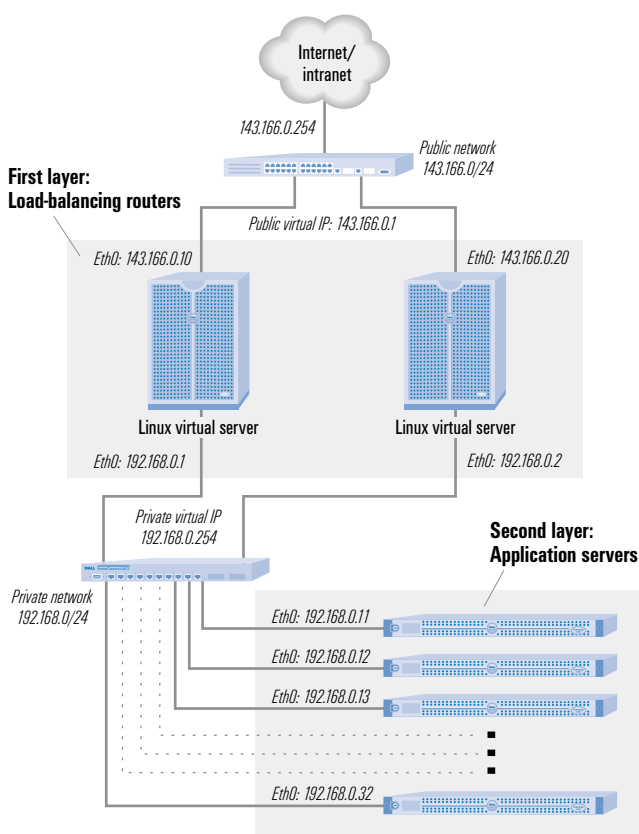 Internet/
intranet
143.166.0.254
Public network
143.166.0/24
First layer:
Load-balancing routers
Public virtual IP: 143.166.0.1
Eth0: 143.166.0.10
Eth0: 143.166.0.20
Linux virtual server
Linux virtual server
Eth0: 192.168.0.1
Eth0: 192.168.0.2
Private virtual IP
192.168.0.254
Second layer:
Application servers
DELL
Private network
192.168.0/24
Eth0: 192.168.0.11
Eth0: 192.168.0.12
Eth0: 192.168.0.13
Eth0: 192.168.0.32